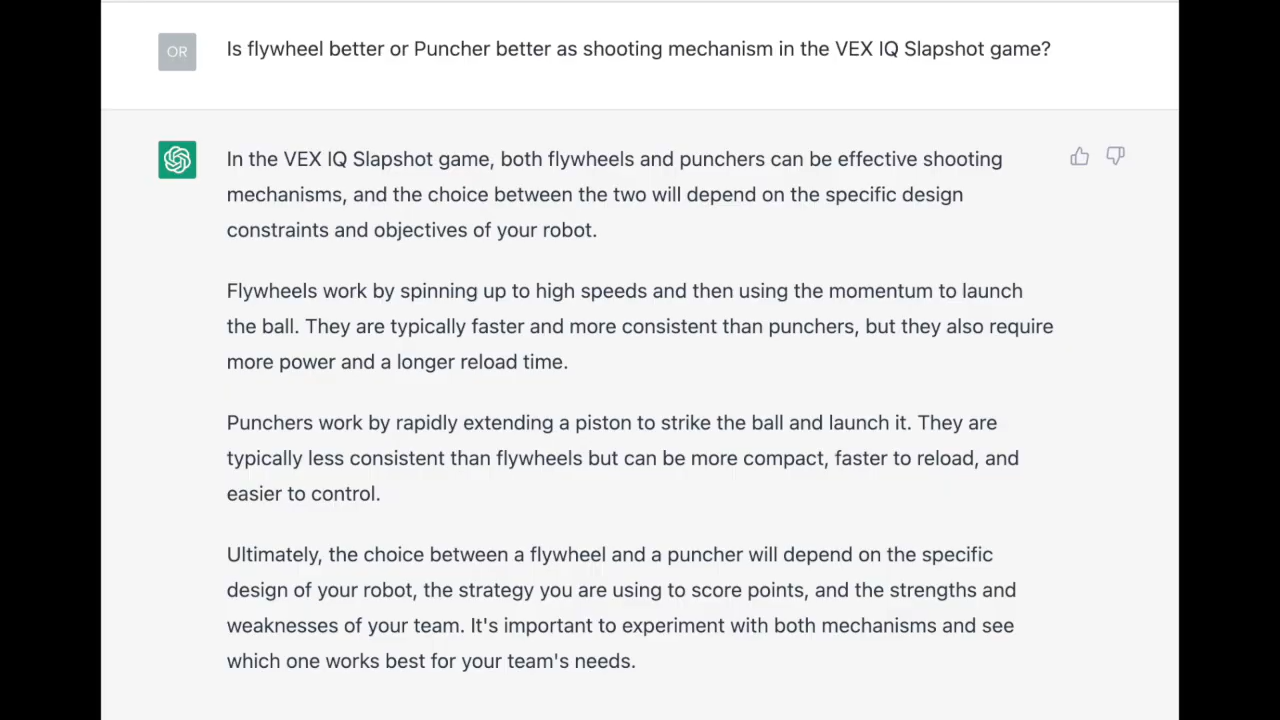 OR
Is flywheel better or Puncher better as shooting mechanism in the VEX IQ Slapshot game?
In the VEX IQ Slapshot game, both flywheels and punchers can be effective shooting
mechanisms, and the choice between the two will depend on the specific design
constraints and objectives of your robot.
Flywheels work by spinning up to high speeds and then using the momentum to launch
the ball. They are typically faster and more consistent than punchers, but they also require
more power and a longer reload time.
Punchers work by rapidly extending a piston to strike the ball and launch it. They are
typically less consistent than flywheels but can be more compact, faster to reload, and
easier to control.
Ultimately, the choice between a flywheel and a puncher will depend on the specific
design of your robot, the strategy you are using to score points, and the strengths and
weaknesses of your team. It's important to experiment with both mechanisms and see
which one works best for your team's needs.